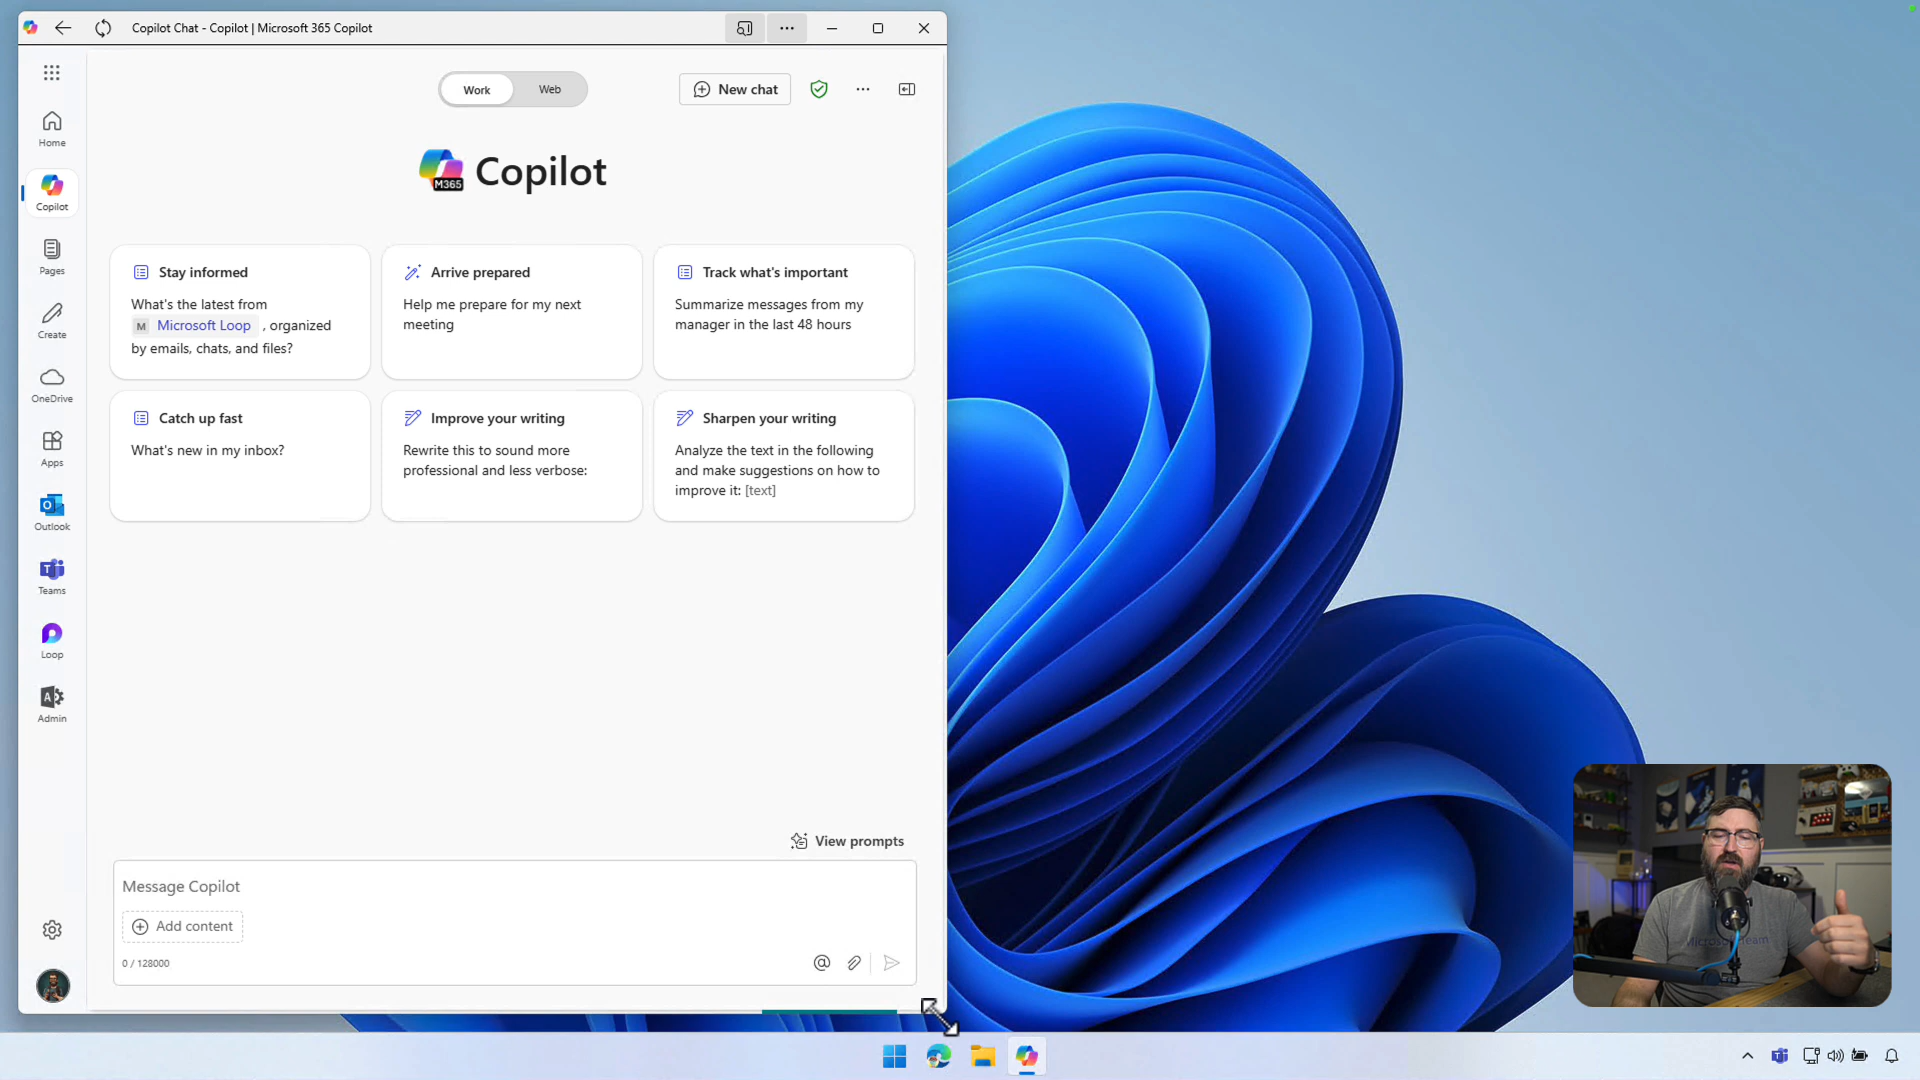 Copilot Chat - Copilot | Microsoft 365 Copilot
Work
Web
New chat
Home
Copilot
Pages
Create
OneDrive
Apps
Outlook
Teams
Loop
Admin
M365
Copilot
Stay informed
What's the latest from
M Microsoft Loop , organized
by emails, chats, and files?
Arrive prepared
Help me prepare for my next
meeting
Track what's important
Summarize messages from my
manager in the last 48 hours
Catch up fast
What's new in my inbox?
Improve your writing
Rewrite this to sound more
professional and less verbose:
Sharpen your writing
Analyze the text in the following
and make suggestions on how to
improve it: [text]
View prompts
Message Copilot
Add content
0 / 128000